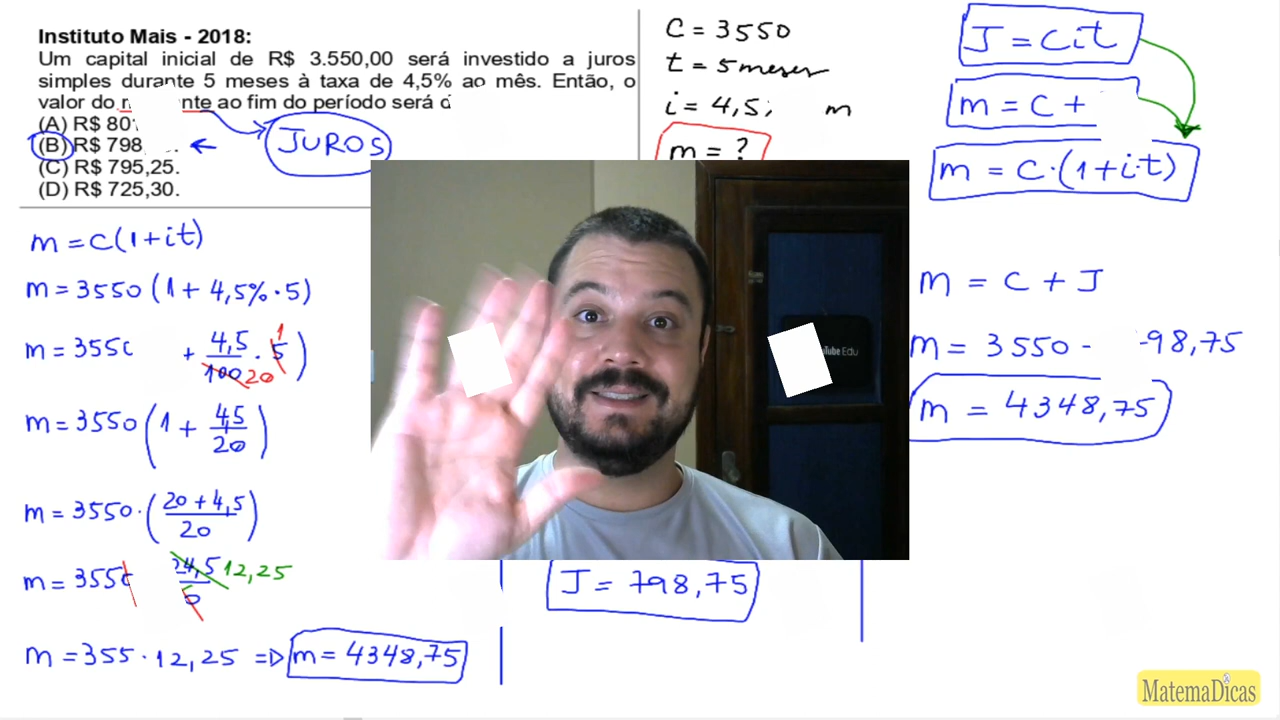 Instituto Mais - 2018:
Um capital inicial de R$ 3.550,00 será investido a juros
simples durante 5 meses à taxa de 4,5% ao mês. Então, o
valor do ao fim do período será
(A) R$ 80
(B) R$ 798
(C) R$ 795,25.
(D) R$ 725,30.
JUROS
C = 3550
t = 5 meses
i = 4,5 m
m = ?
J = Cit
m = C +
m = C·(1+i·t)
m = C(1+it)
m = 3550(1+ 4,5%·5)
m = 355 + 4,5/100 20 · 5 1 )
m = 3550(1 + 4,5/20)
m = 3550·(20+4,5/20)
m = 355 24,5 12,25
m = 355·12,25 => m = 4348,75
J = 798,75
m = C + J
m = 3550 98,75
m = 4348,75
Edu
MatemaDicas